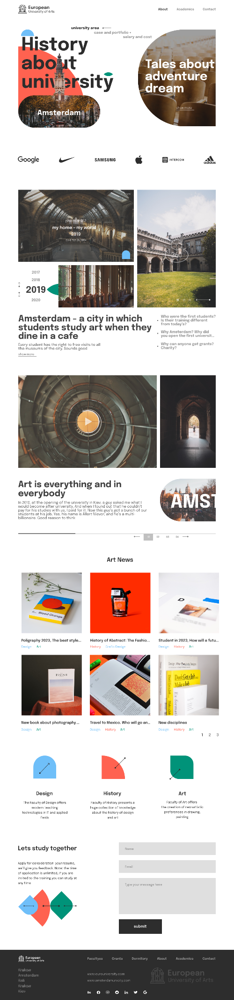 European
University of Arts
About
Academics
Contact
university area
case and portfolio +
salary and cost
History
about
university
Amsterdam
Tales about
adventure
dream
show more
Google
SAMSUNG
INTERCOM
adidas
my home - my world
2019
sold for 26,000k
2017
2018
2019
2020
Amsterdam - a city in which
students study art when they
dine in a cafe
Every student has the right to free visits to all
the museums of the city. Sounds good
show more
Who were the first students?
Is their training different
from today's?
Why Amsterdam? Why did
you open the first universit...
Why can anyone get grants?
Charity?
Art is everything and in
everybody
In 2010, at the opening of the university in Kiev, a guy asked me what I
would become after university. And when I found out that he couldn't
pay for his studies with us, I paid for it. Now this guy's got a bunch of our
students at his job. Yes, his name is Allert Nievor, and he's a multi-
billionaire. Good reason to think
AMST
01
02
03
04
Art News
Blood Orange
abstract
D
Poligraphy 2023, The best style...
Design
Art
History of Abstract: The Fashio...
History
Grafic Design
Student in 2023, How will a futu...
Design
History
Art
ISAIAH
Design, When Everybody Designs
Don't Get a Job...
Make a Job
New book about photography....
Design
Art
Travel to Mexico. Who will go an...
Design
History
Art
New disciplines
Design
History
Art
1
2
3
Design
The Faculty of Design offers
modern teaching
technologies in IT and applied
fields
History
Faculty of History presents a
huge collection of knowledge
about the history of design
and art
Art
Faculty of Art offers
the creation of new artistic
preferences in drawing,
painting
Lets study together
Apply for consideration your resume,
we'll give you feedback. Note: the time
of application is unlimited, if you are
invited to the training you can study at
any time
Name
Email
Type your message here
submit
European
University of Arts
Krakow
Amsterdam
Bali
Krakow
Kiev
Facultyes
Grants
Dormitory
About
Academics
Contact
www.eurouniversity.com
www.amsterdamunicity.com
European
University of Arts
Be